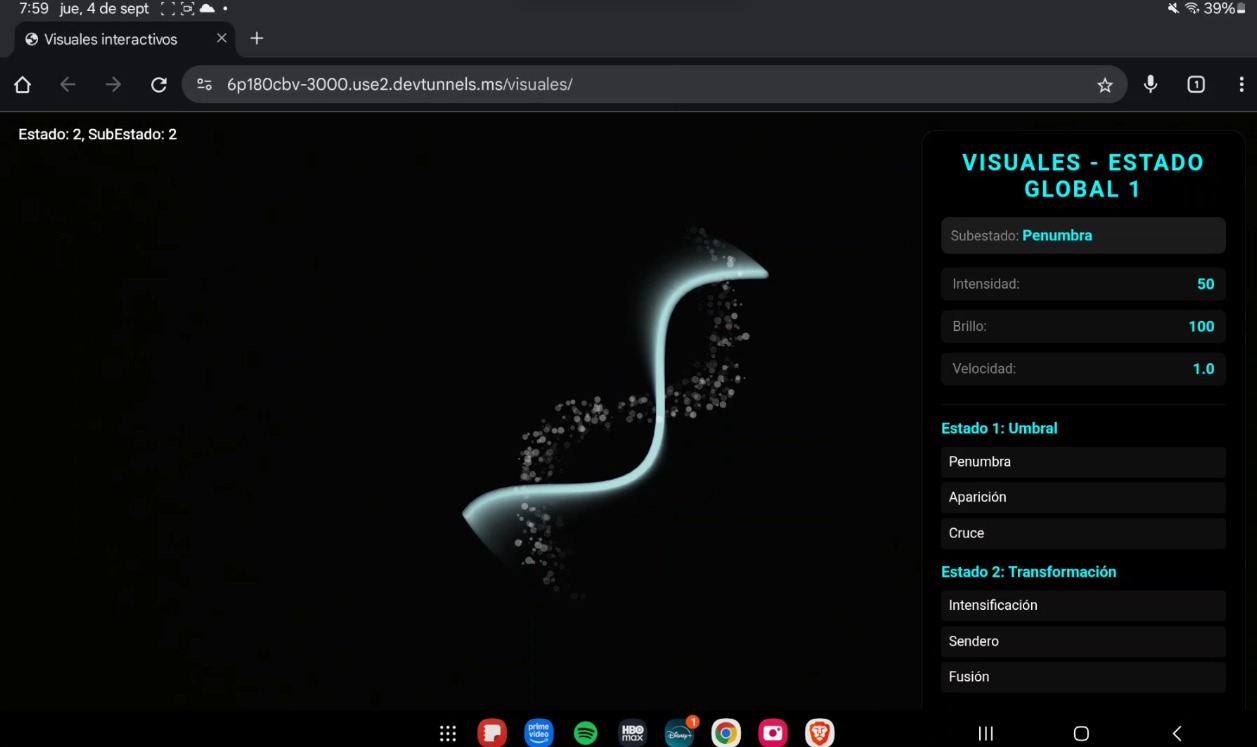 7:59 jue, 4 de sept
39%
Visuales interactivos
6p180cbv-3000.use2.devtunnels.ms/visuales/
1
Estado: 2, SubEstado: 2
VISUALES - ESTADO
GLOBAL 1
Subestado: Penumbra
Intensidad: 50
Brillo: 100
Velocidad: 1.0
Estado 1: Umbral
Penumbra
Aparición
Cruce
Estado 2: Transformación
Intensificación
Sendero
Fusión
prime
video
HBO
max
Disney+
1